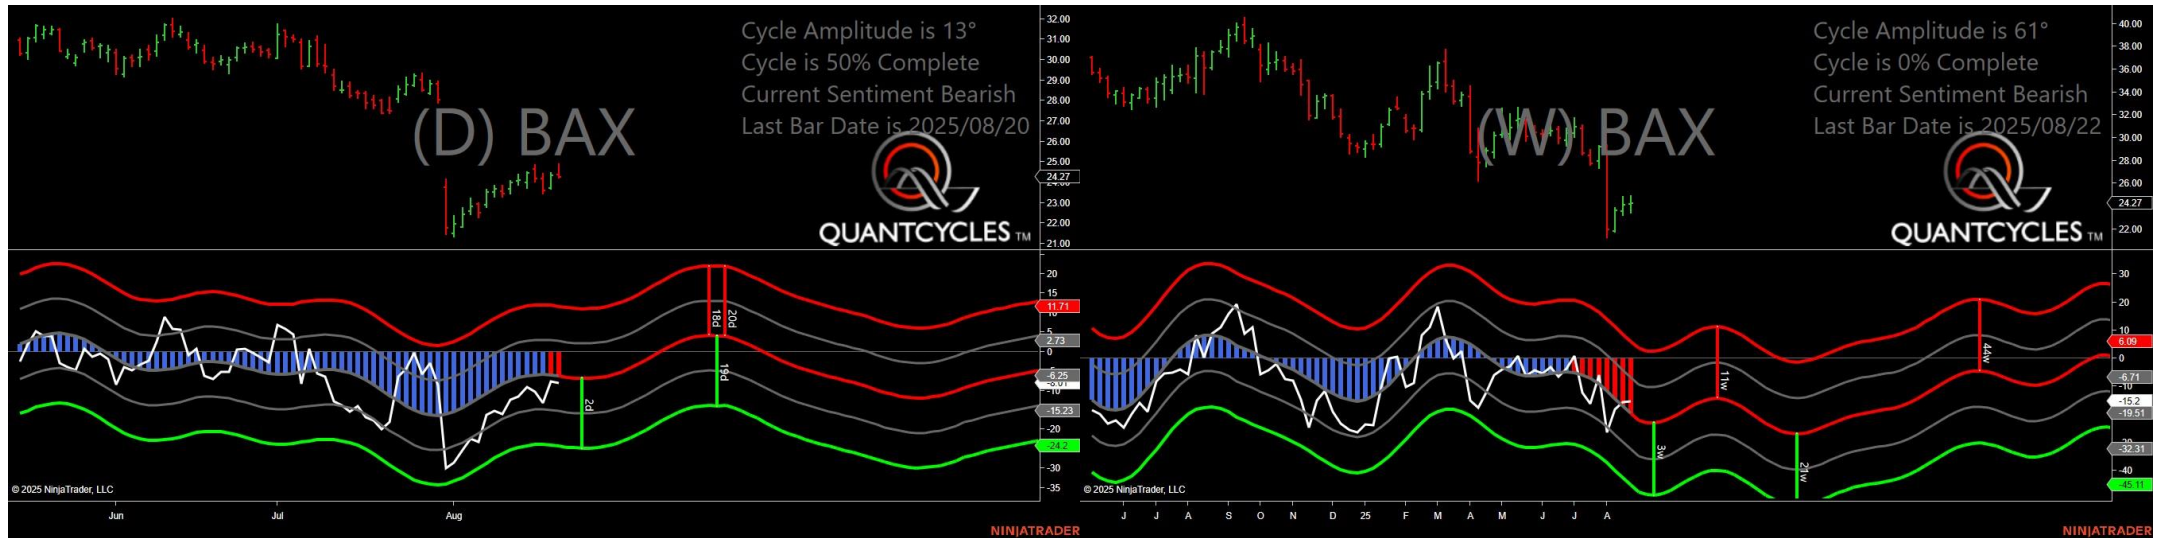 Cycle Amplitude is 13°
Cycle is 50% Complete
Current Sentiment Bearish
Last Bar Date is 2025/08/20
(D) BAX
QUANTCYCLES TM
32.00
31.00
30.00
29.00
28.00
27.00
26.00
25.00
24.27
23.00
22.00
21.00
20
15
11.71
5
2.73
0
-6.25
-10
-15.23
-20
-24.2
-30
-35
18d
20d
19d
2d
© 2025 NinjaTrader, LLC
Jun
Jul
Aug
NINJATRADER
Cycle Amplitude is 61°
Cycle is 0% Complete
Current Sentiment Bearish
Last Bar Date is 2025/08/22
(W) BAX
QUANTCYCLES TM
40.00
38.00
36.00
34.00
32.00
30.00
28.00
26.00
24.27
22.00
30
20
10
6.09
0
-6.71
-10
-15.2
-19.51
-32.31
-40
-45.11
11w
44w
3w
21w
© 2025 NinjaTrader, LLC
J J A S O N D 25 F M A M J J A
NINJATRADER